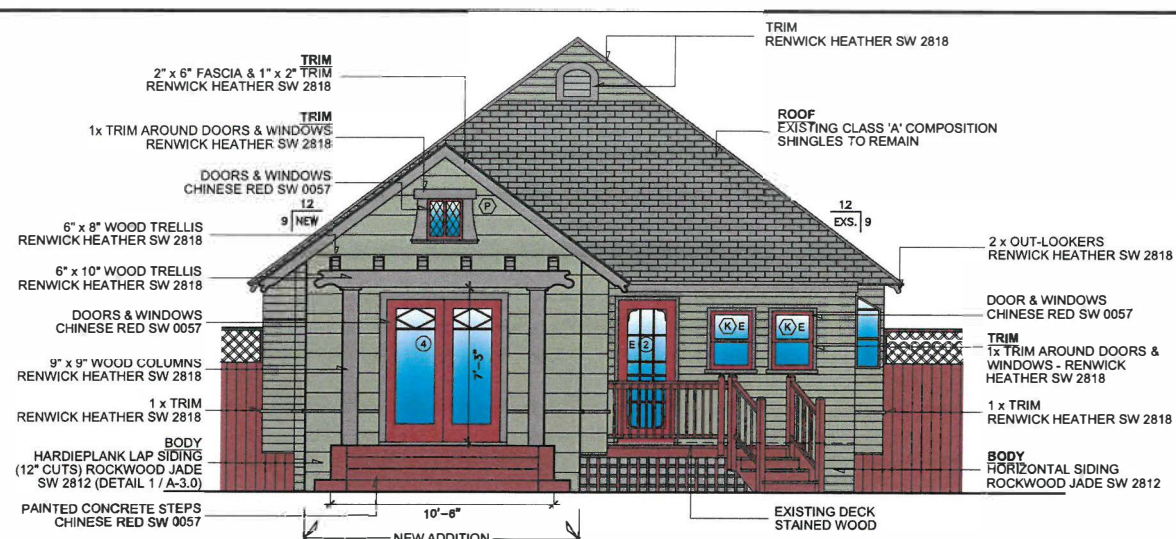 TRIM
RENWICK HEATHER SW 2818
TRIM
2" x 6" FASCIA & 1" x 2" TRIM
RENWICK HEATHER SW 2818
TRIM
1x TRIM AROUND DOORS & WINDOWS
RENWICK HEATHER SW 2818
ROOF
EXISTING CLASS 'A' COMPOSITION
SHINGLES TO REMAIN
DOORS & WINDOWS
CHINESE RED SW 0057
P
12
9 NEW
12
EXS. 9
6" x 8" WOOD TRELLIS
RENWICK HEATHER SW 2818
2 x OUT-LOOKERS
RENWICK HEATHER SW 2818
6" x 10" WOOD TRELLIS
RENWICK HEATHER SW 2818
DOORS & WINDOWS
CHINESE RED SW 0057
4
7'-5"
E 2
K E
K E
DOOR & WINDOWS
CHINESE RED SW 0057
TRIM
1x TRIM AROUND DOORS &
WINDOWS - RENWICK
HEATHER SW 2818
9" x 9" WOOD COLUMNS
RENWICK HEATHER SW 2818
1 x TRIM
RENWICK HEATHER SW 2818
1 x TRIM
RENWICK HEATHER SW 2818
BODY
HARDIEPLANK LAP SIDING
(12" CUTS) ROCKWOOD JADE
SW 2812 (DETAIL 1 / A-3.0)
BODY
HORIZONTAL SIDING
ROCKWOOD JADE SW 2812
PAINTED CONCRETE STEPS
CHINESE RED SW 0057
10'-6"
EXISTING DECK
STAINED WOOD
NEW ADDITION